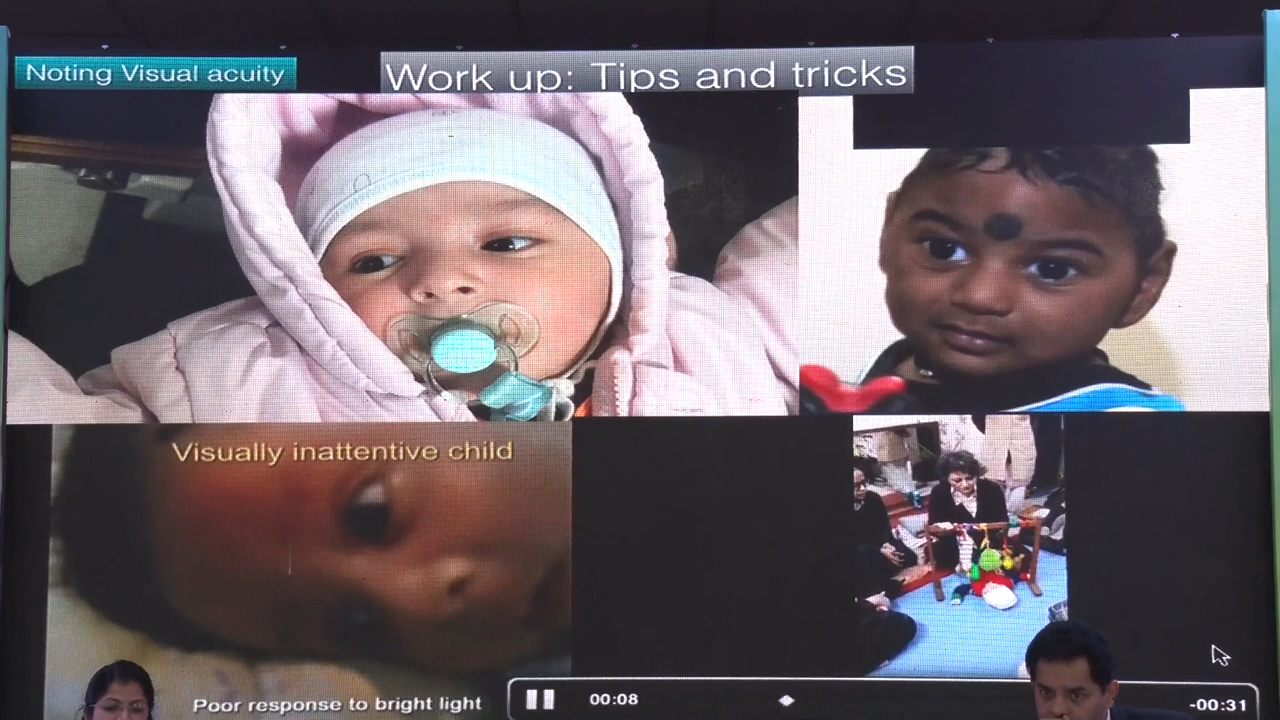 Noting Visual acuity
Work up: Tips and tricks
Visually inattentive child
Poor response to bright light
00:08
-00:31